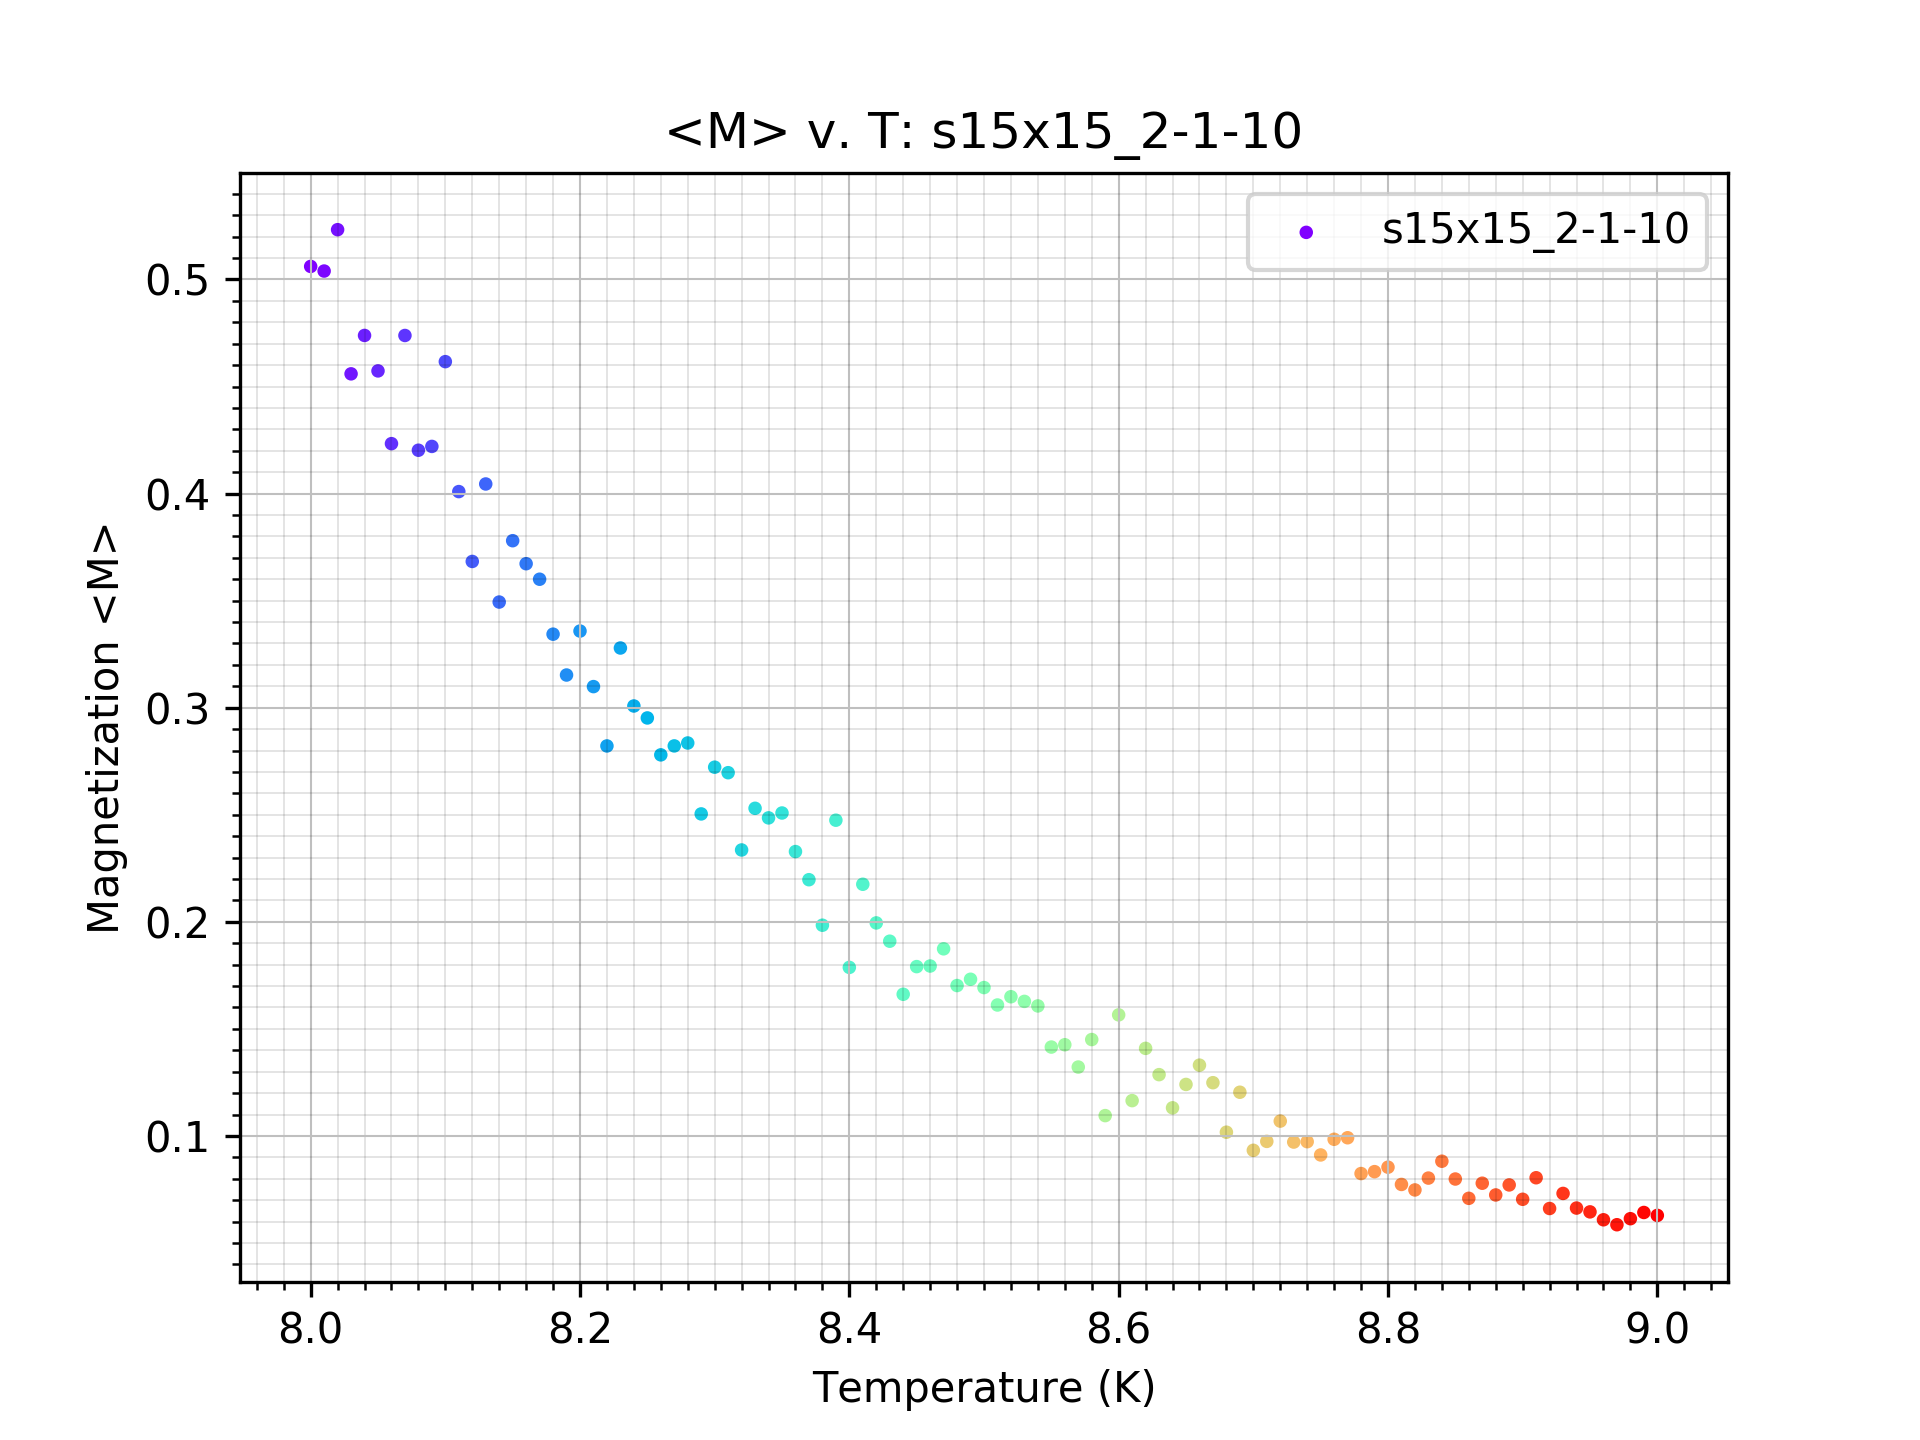 <M> v. T: s15x15_2-1-10
s15x15_2-1-10
Magnetization <M>
0.5
0.4
0.3
0.2
0.1
8.0 8.2 8.4 8.6 8.8 9.0
Temperature (K)